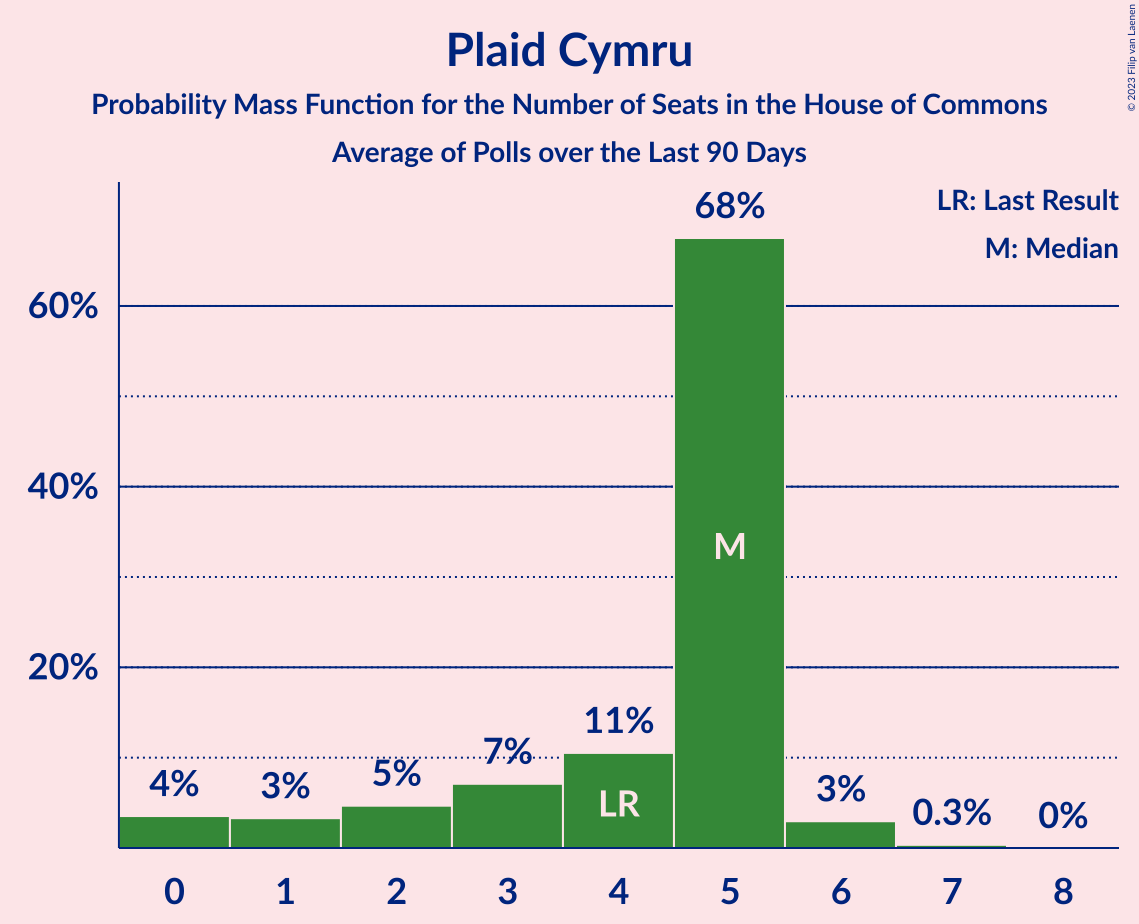 Plaid Cymru
Probability Mass Function for the Number of Seats in the House of Commons
Average of Polls over the Last 90 Days
© 2023 Filip van Laenen
LR: Last Result
M: Median
68%
60%
40%
M
20%
11%
7%
5%
4%
3%
3%
0.3%
0%
LR
0 1 2 3 4 5 6 7 8